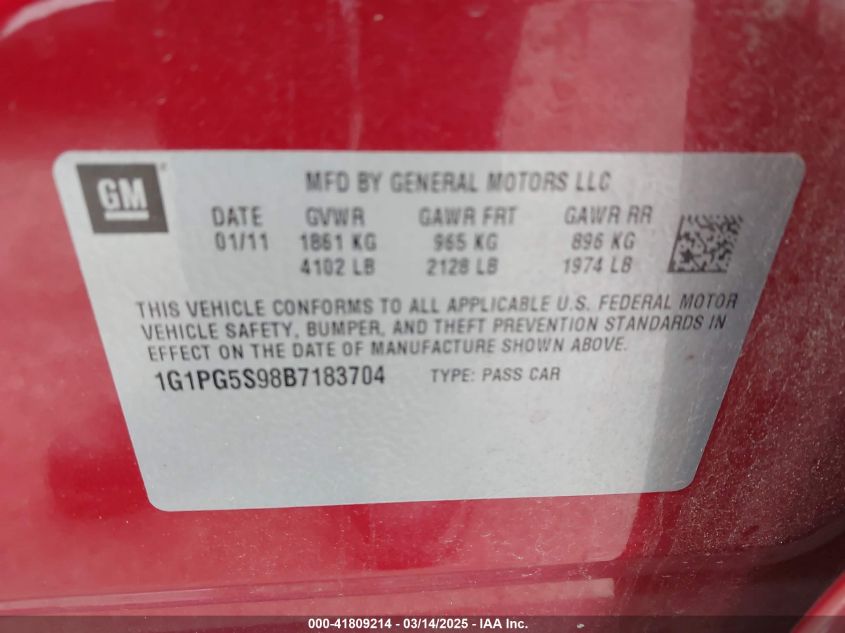 GM
MFD BY GENERAL MOTORS LLC
DATE GVWR GAWR FRT GAWR RR
01/11 1861 KG 965 KG 896 KG
4102 LB 2128 LB 1974 LB
THIS VEHICLE CONFORMS TO ALL APPLICABLE U.S. FEDERAL MOTOR
VEHICLE SAFETY, BUMPER, AND THEFT PREVENTION STANDARDS IN
EFFECT ON THE DATE OF MANUFACTURE SHOWN ABOVE.
1G1PG5S98B7183704 TYPE: PASS CAR
000-41809214 - 03/14/2025 - IAA Inc.